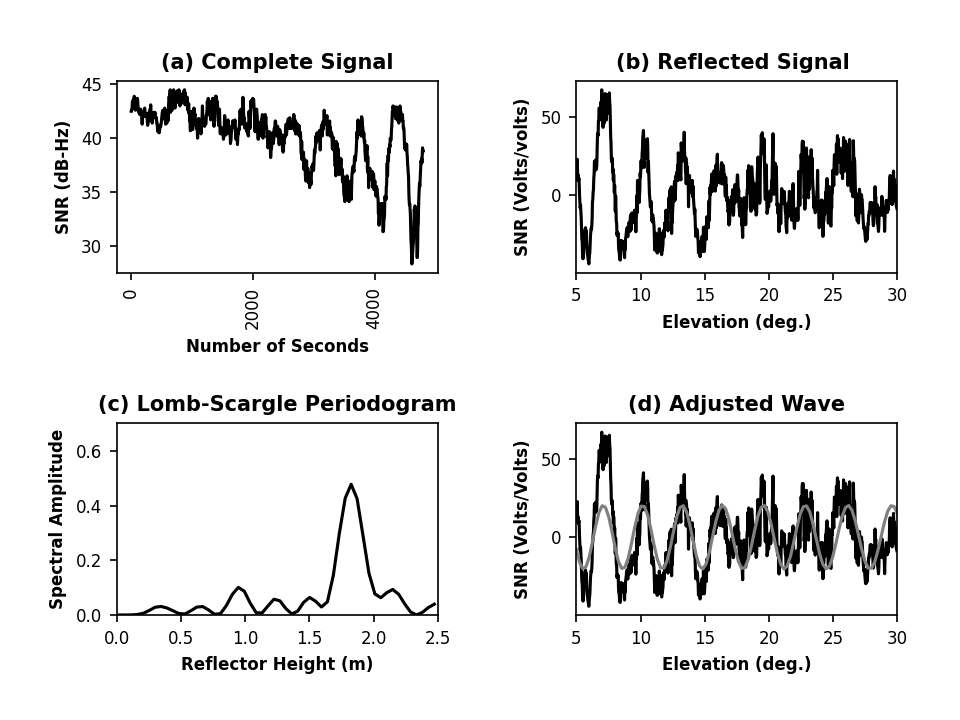 (a) Complete Signal
SNR (dB-Hz)
45
40
35
30
0
2000
4000
Number of Seconds
(b) Reflected Signal
SNR (Volts/volts)
50
0
5
10
15
20
25
30
Elevation (deg.)
(c) Lomb-Scargle Periodogram
Spectral Amplitude
0.6
0.4
0.2
0.0
0.0
0.5
1.0
1.5
2.0
2.5
Reflector Height (m)
(d) Adjusted Wave
SNR (Volts/Volts)
50
0
5
10
15
20
25
30
Elevation (deg.)